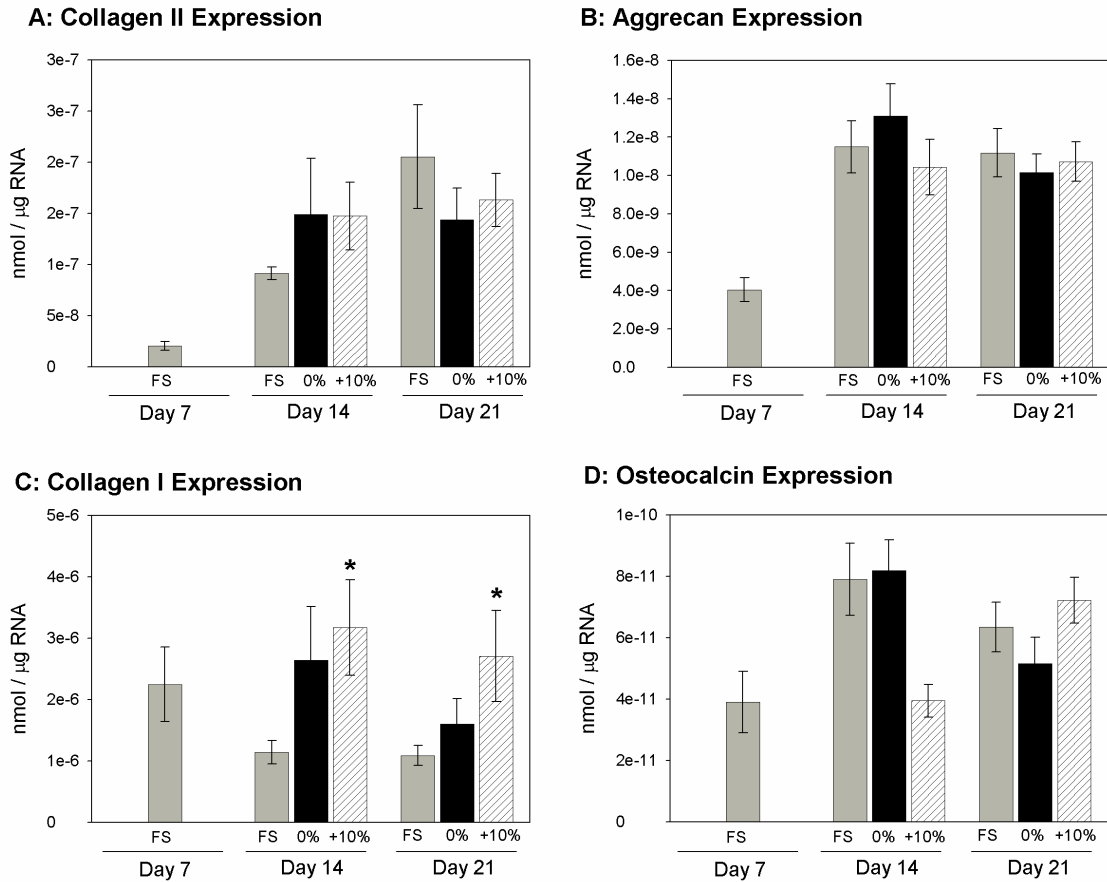 A: Collagen II Expression
3e-7
3e-7
2e-7
2e-7
1e-7
5e-8
0
nmol / µg RNA
FS
FS 0% +10%
FS 0% +10%
Day 7
Day 14
Day 21
B: Aggrecan Expression
1.6e-8
1.4e-8
1.2e-8
1.0e-8
8.0e-9
6.0e-9
4.0e-9
2.0e-9
0.0
nmol / µg RNA
FS
FS 0% +10%
FS 0% +10%
Day 7
Day 14
Day 21
C: Collagen I Expression
5e-6
4e-6
3e-6
2e-6
1e-6
0
nmol / µg RNA
*
*
FS
FS 0% +10%
FS 0% +10%
Day 7
Day 14
Day 21
D: Osteocalcin Expression
1e-10
8e-11
6e-11
4e-11
2e-11
0
nmol / µg RNA
FS
FS 0% +10%
FS 0% +10%
Day 7
Day 14
Day 21